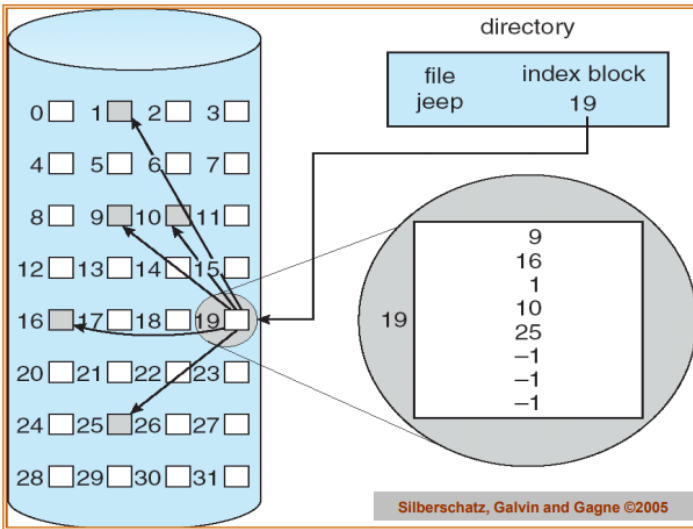 directory
file index block
jeep 19
0 1 2 3
4 5 6 7
8 9 10 11
12 13 14 15
16 17 18 19
20 21 22 23
24 25 26 27
28 29 30 31
19
9
16
1
10
25
–1
–1
–1
Silberschatz, Galvin and Gagne ©2005